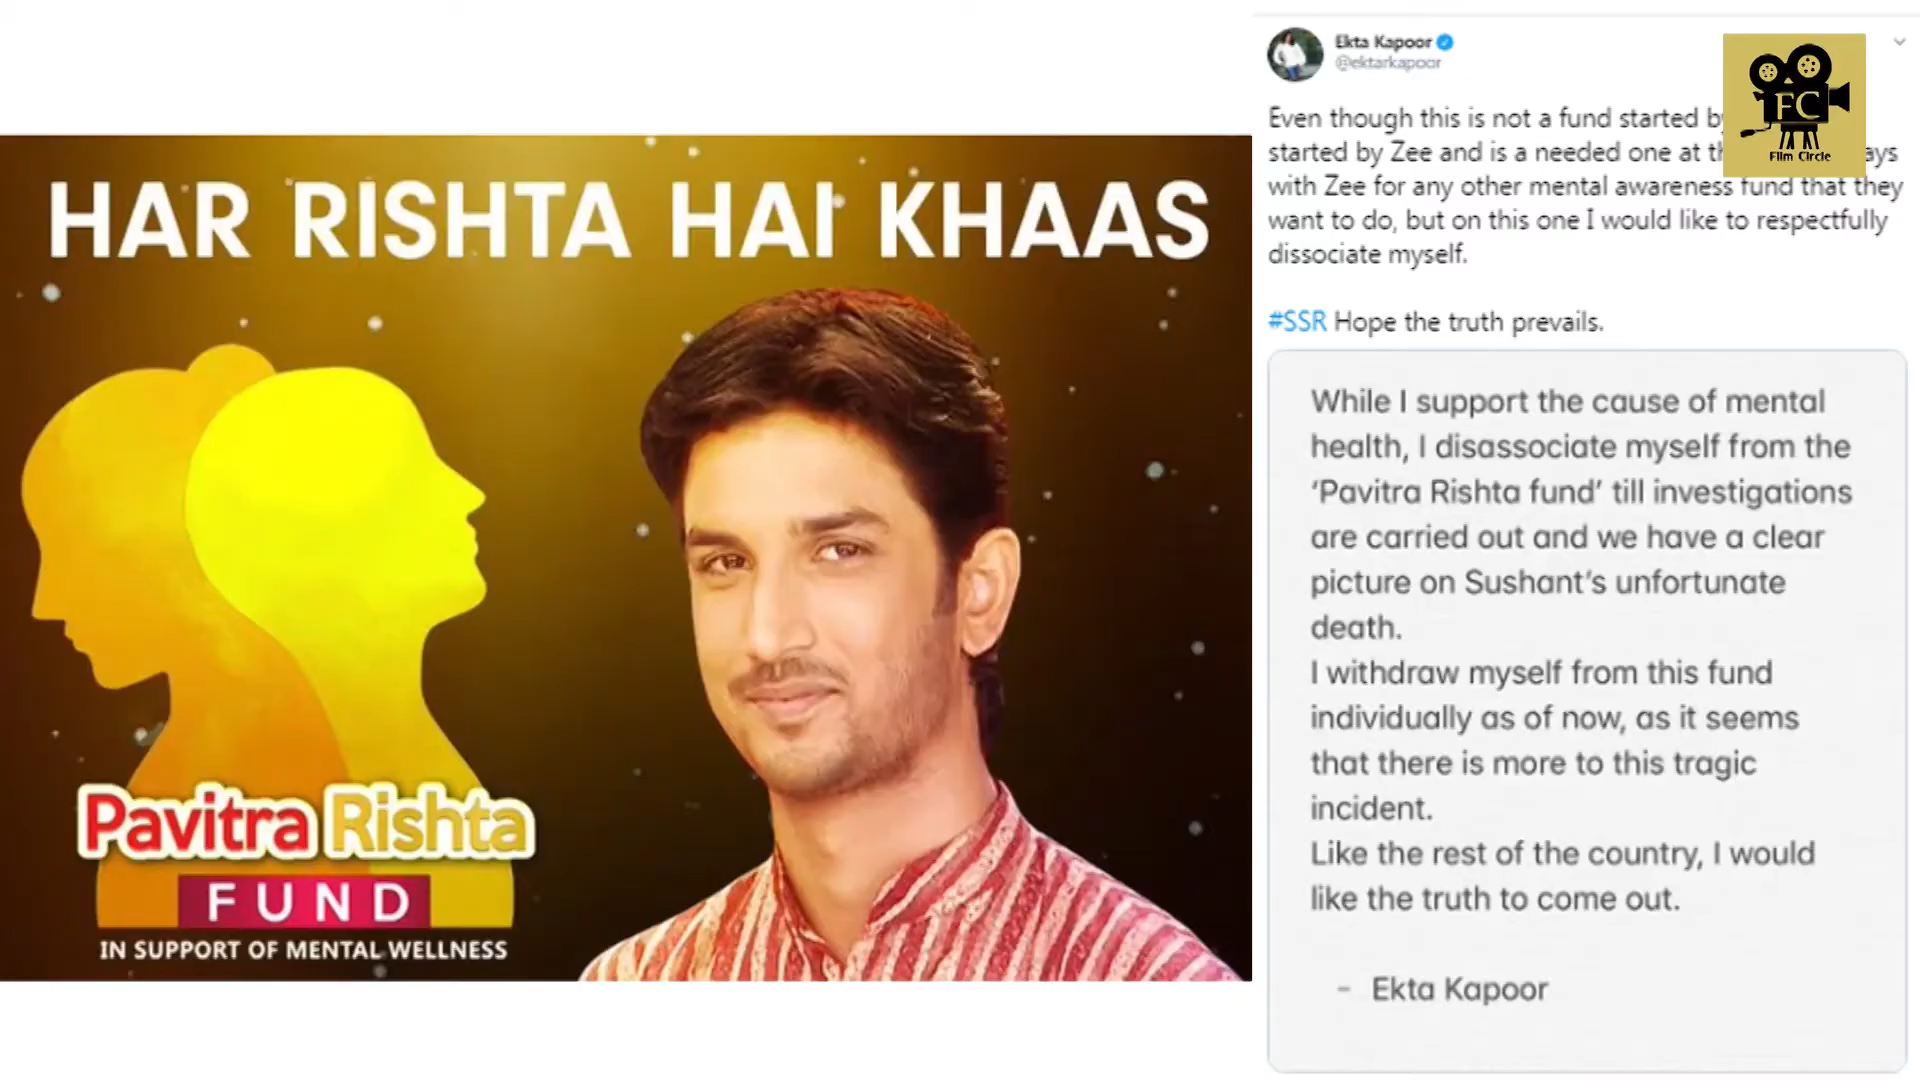 HAR RISHTA HAI KHAAS
Pavitra Rishta
FUND
IN SUPPORT OF MENTAL WELLNESS
Ekta Kapoor
@ektarkapoor
FC
Film Circle
Even though this is not a fund started
started by Zee and is a needed one at
with Zee for any other mental awareness fund that they
want to do, but on this one I would like to respectfully
dissociate myself.
#SSR Hope the truth prevails.
While I support the cause of mental
health, I disassociate myself from the
‘Pavitra Rishta fund’ till investigations
are carried out and we have a clear
picture on Sushant’s unfortunate
death.
I withdraw myself from this fund
individually as of now, as it seems
that there is more to this tragic
incident.
Like the rest of the country, I would
like the truth to come out.
- Ekta Kapoor